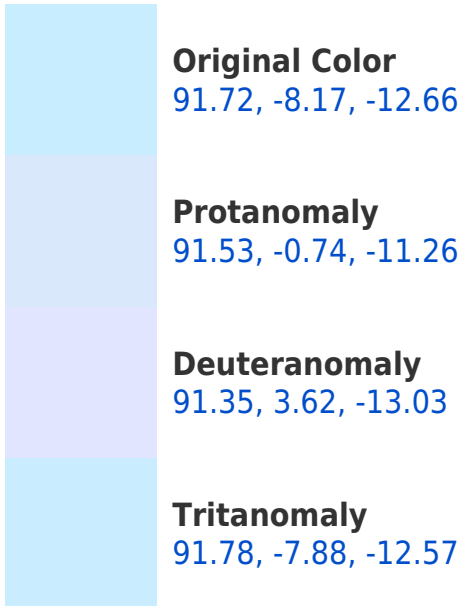 Original Color
91.72, -8.17, -12.66
Protanomaly
91.53, -0.74, -11.26
Deuteranomaly
91.35, 3.62, -13.03
Tritanomaly
91.78, -7.88, -12.57